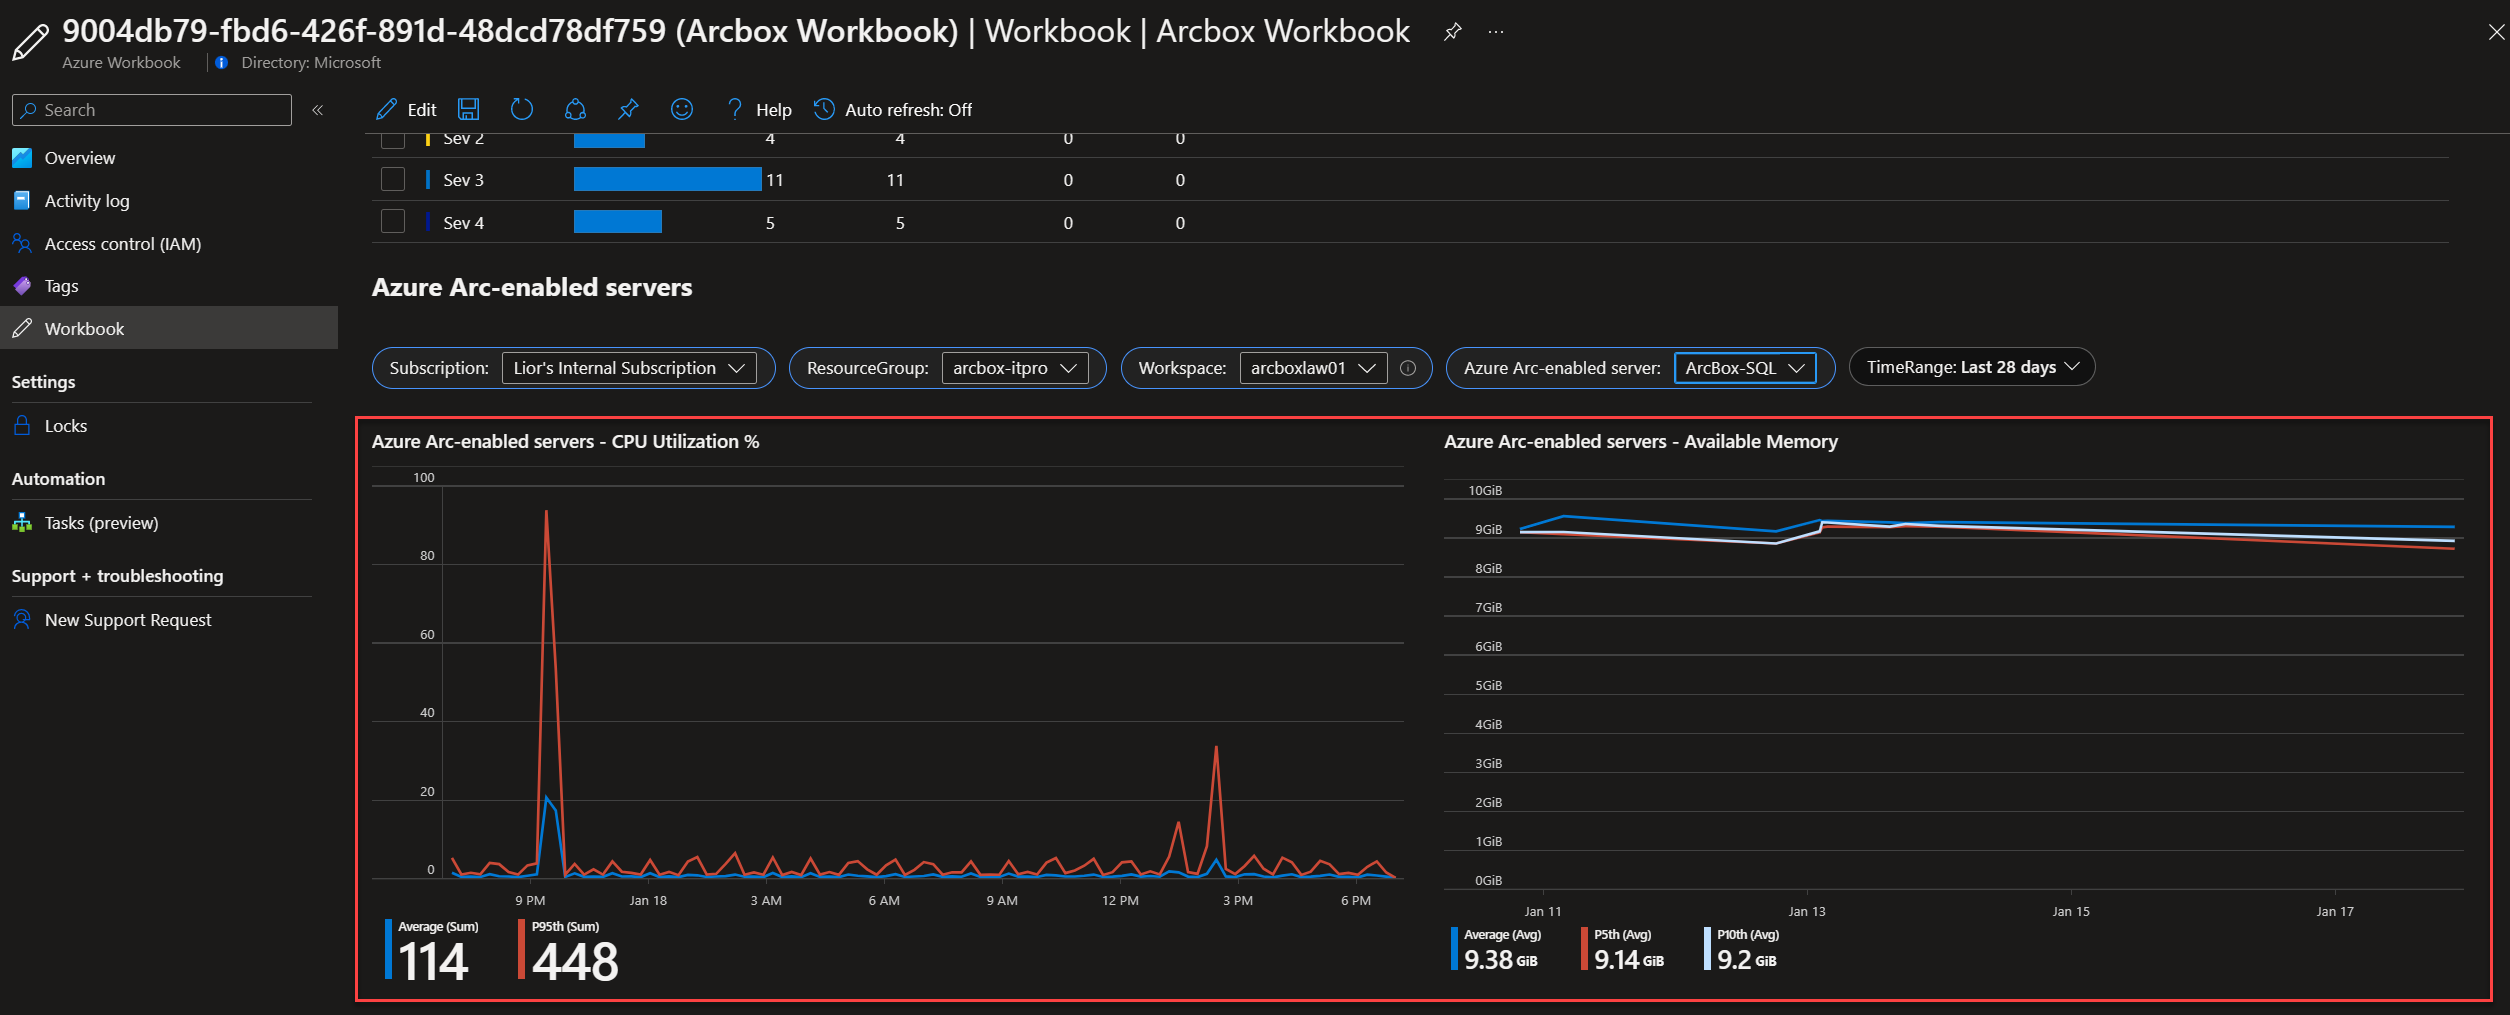 9004db79-fbd6-426f-891d-48dcd78df759 (Arcbox Workbook) | Workbook | Arcbox Workbook
Azure Workbook
Directory: Microsoft
Search
Edit
Help
Auto refresh: Off
Overview
Activity log
Access control (IAM)
Tags
Workbook
Settings
Locks
Automation
Tasks (preview)
Support + troubleshooting
New Support Request
Sev 2 4 4 0 0
Sev 3 11 11 0 0
Sev 4 5 5 0 0
Azure Arc-enabled servers
Subscription: Lior's Internal Subscription
ResourceGroup: arcbox-itpro
Workspace: arcboxlaw01
Azure Arc-enabled server: ArcBox-SQL
TimeRange: Last 28 days
Azure Arc-enabled servers - CPU Utilization %
100
80
60
40
20
0
9 PM Jan 18 3 AM 6 AM 9 AM 12 PM 3 PM 6 PM
Average (Sum)
114
P95th (Sum)
448
Azure Arc-enabled servers - Available Memory
10GiB
9GiB
8GiB
7GiB
6GiB
5GiB
4GiB
3GiB
2GiB
1GiB
0GiB
Jan 11 Jan 13 Jan 15 Jan 17
Average (Avg)
9.38 GiB
P5th (Avg)
9.14 GiB
P10th (Avg)
9.2 GiB